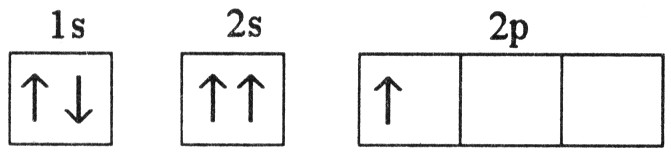 1s 2s 2p
↑ ↓ ↑ ↑ ↑